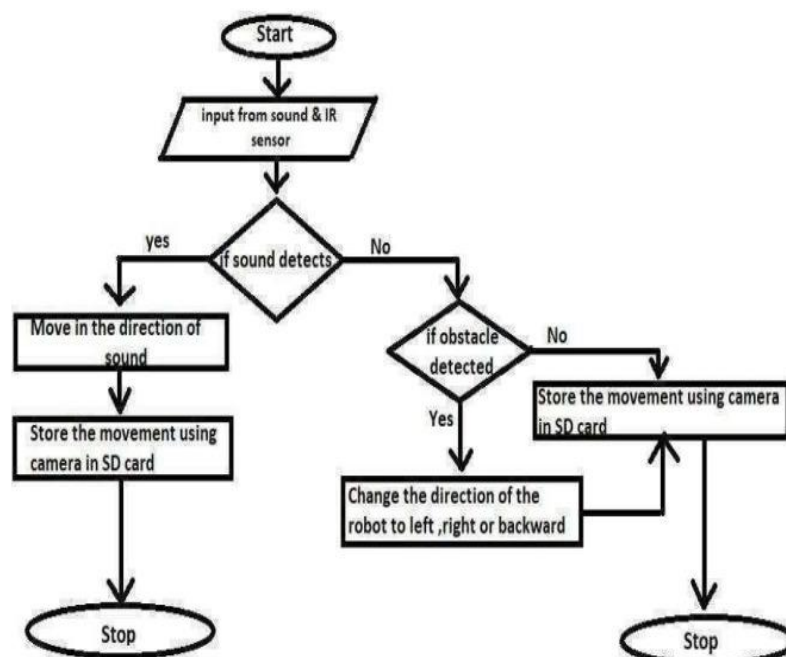 Start
input from sound & IR
sensor
yes
if sound detects
No
Move in the direction of
sound
if obstacle
detected
No
Store the movement using
camera in SD card
Yes
Store the movement using camera
in SD card
Change the direction of the
robot to left ,right or backward
Stop
Stop